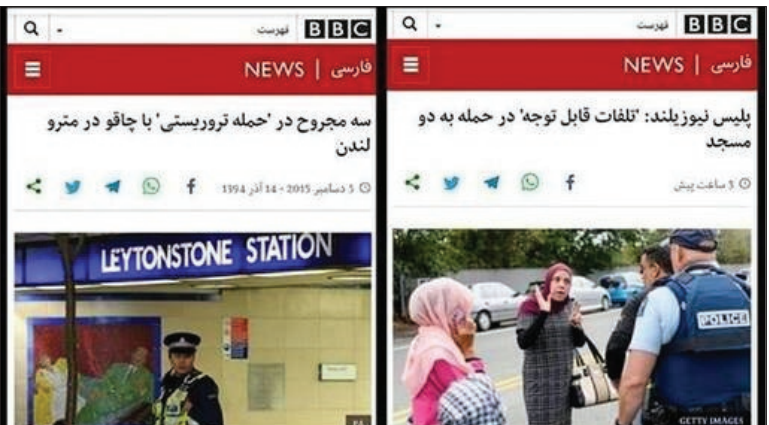 BBC فهرست
فارسی | NEWS
پلیس نیوزیلند: 'تلفات قابل توجه' در حمله به دو
مسجد
3 ساعت پیش
POLICE
GETTY IMAGES
BBC فهرست
فارسی | NEWS
سه مجروح در 'حمله تروریستی' با چاقو در مترو
لندن
5 دسامبر 2015 - 14 آذر 1394
LEYTONSTONE STATION
PA